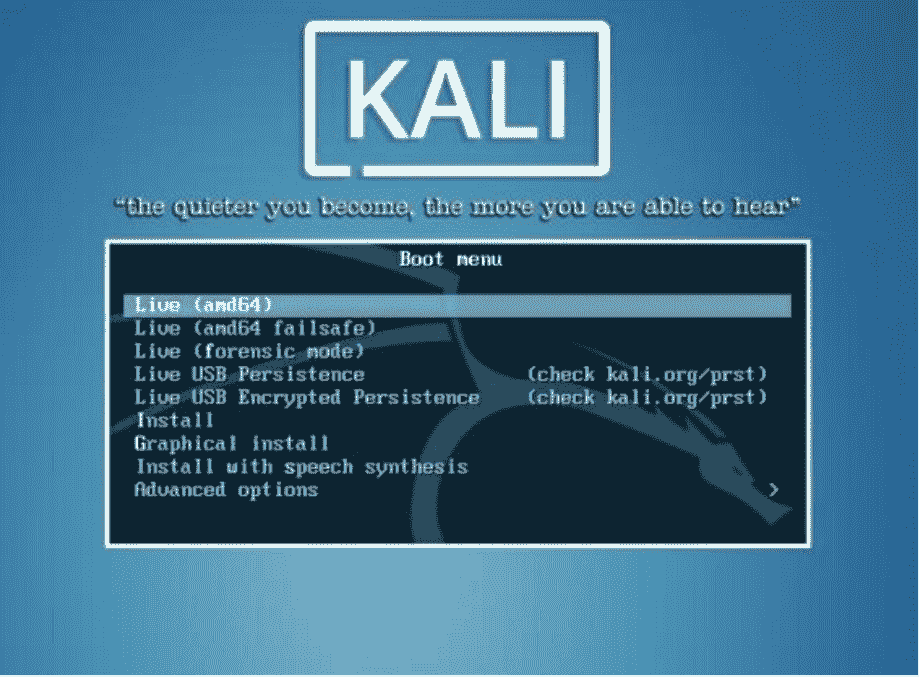 KALI
“the quieter you become, the more you are able to hear”
Boot menu
Live (amd64)
Live (amd64 failsafe)
Live (forensic mode)
Live USB Persistence (check kali.org/prst)
Live USB Encrypted Persistence (check kali.org/prst)
Install
Graphical install
Install with speech synthesis
Advanced options >